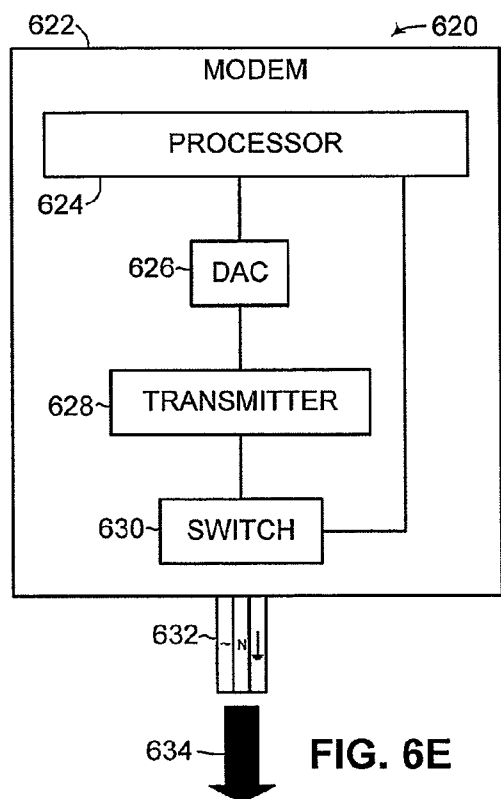 622
620
MODEM
PROCESSOR
624
626
DAC
628
TRANSMITTER
630
SWITCH
632
~ N
634
FIG. 6E